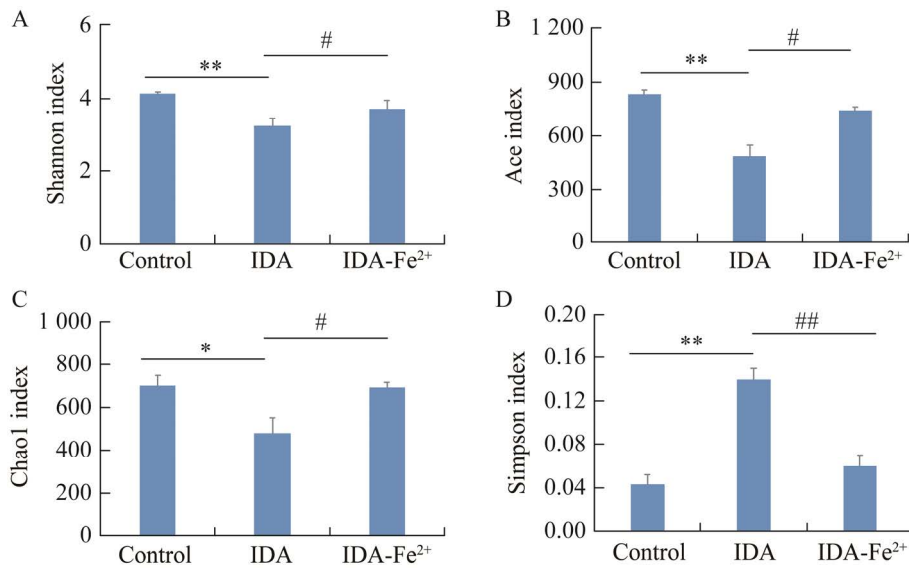 A
Shannon index
6
4
2
0
**
#
Control IDA IDA-Fe²⁺
B
Ace index
1 200
900
600
300
0
**
#
Control IDA IDA-Fe²⁺
C
Chao1 index
1 000
800
600
400
200
0
*
#
Control IDA IDA-Fe²⁺
D
Simpson index
0.20
0.16
0.12
0.08
0.04
0.00
**
##
Control IDA IDA-Fe²⁺